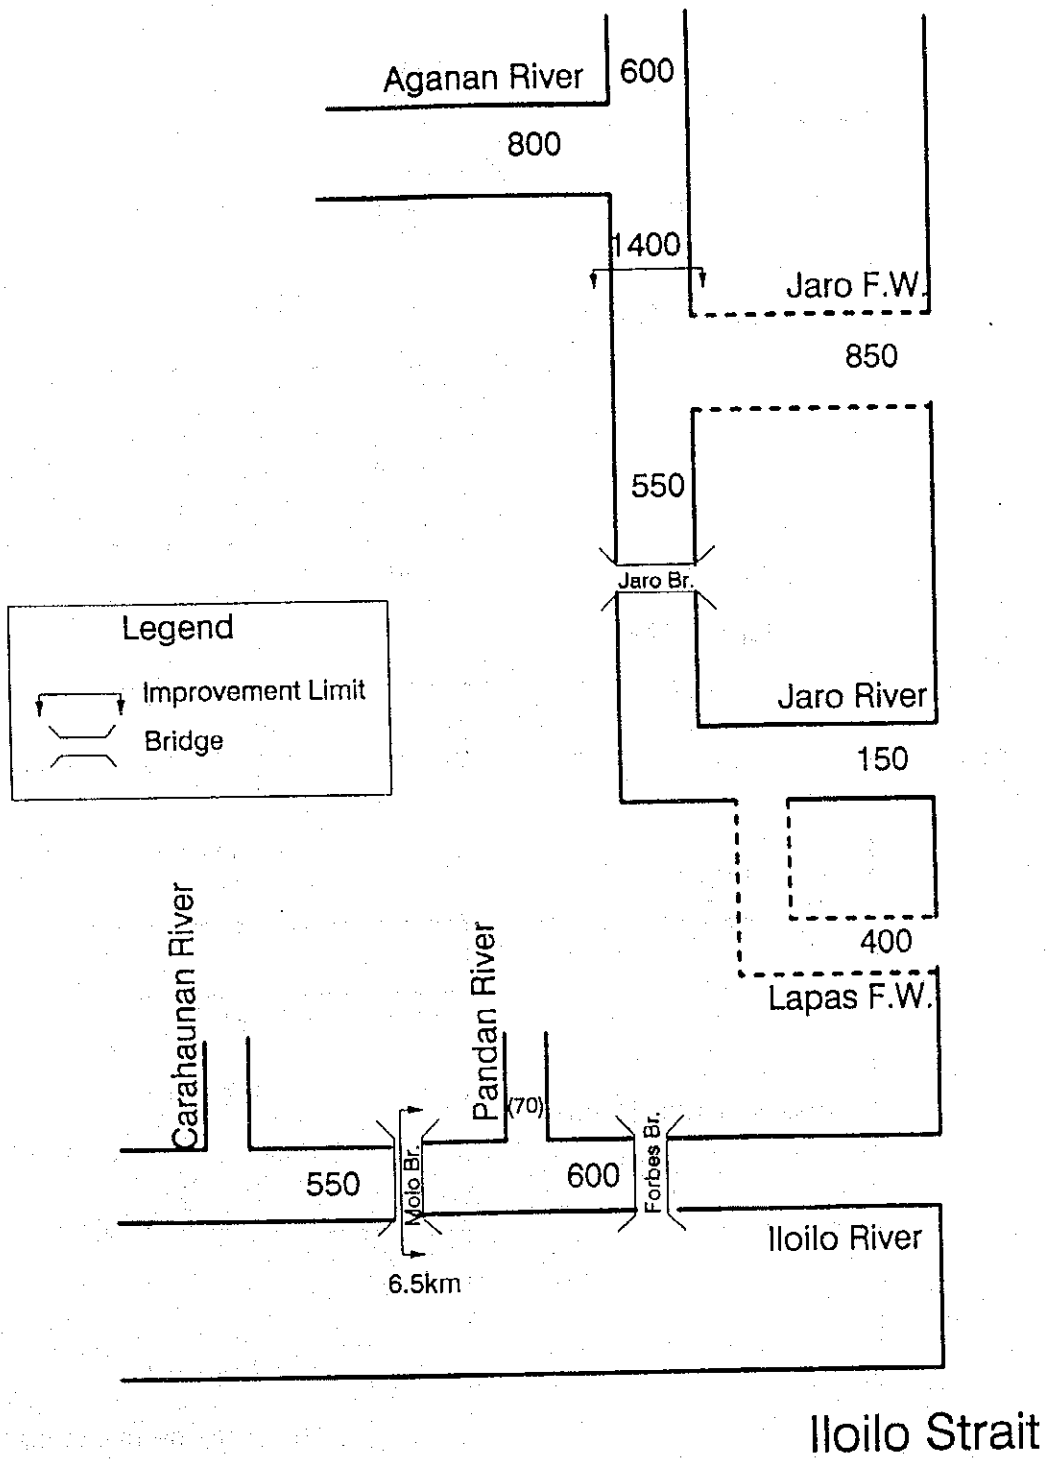 600
Aganan River
800
1400
Jaro F.W.
850
550
Jaro Br.
Legend
Improvement Limit
Bridge
Jaro River
150
400
Lapas F.W.
Carahaunan River
Pandan River
(70)
550
Molo Br.
600
Forbes Br.
Iloilo River
6.5km
Iloilo Strait